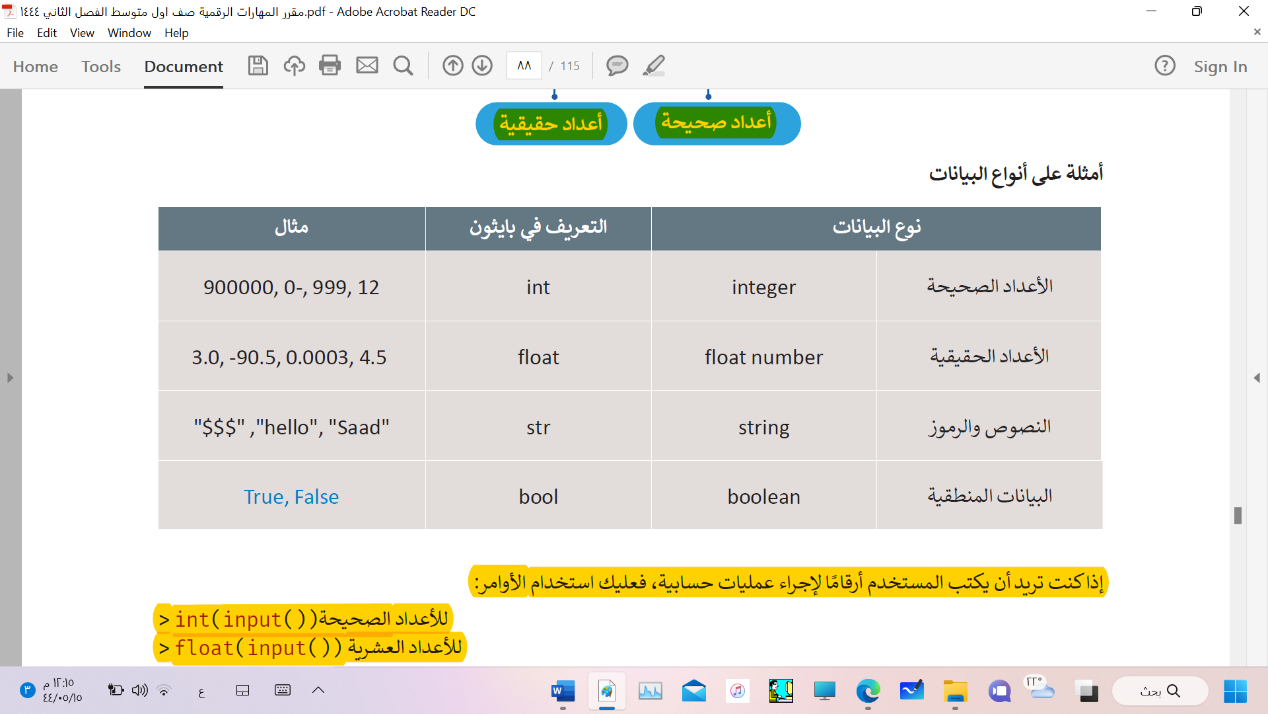 مقرر المهارات الرقمية صف اول متوسط الفصل الثاني ١٤٤٤.pdf - Adobe Acrobat Reader DC
File Edit View Window Help
Home Tools Document ٨٨ / 115 Sign In
أعداد صحيحة أعداد حقيقية
أمثلة على أنواع البيانات
نوع البيانات التعريف في بايثون مثال
الأعداد الصحيحة integer int 900000, 0-, 999, 12
الأعداد الحقيقية float number float 3.0, -90.5, 0.0003, 4.5
النصوص والرموز string str "$$$" ,"hello", "Saad"
البيانات المنطقية boolean bool True, False
إذا كنت تريد أن يكتب المستخدم أرقامًا لإجراء عمليات حسابية، فعليك استخدام الأوامر:
> int(input()) للأعداد الصحيحة
> float(input()) للأعداد العشرية
٣ ١٢:١٥ م ع ٢٢° بحث
٤٤/٠٥/١٥